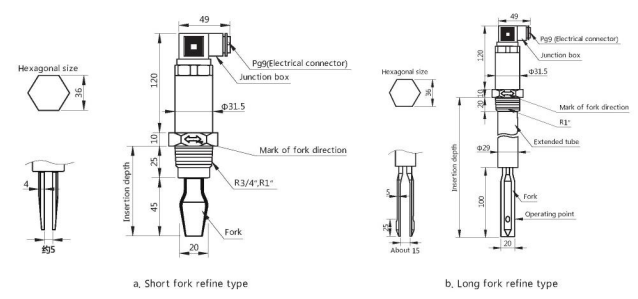 49
Pg9(Electrical connector)
Junction box
120
Hexagonal size
36
Φ31.5
10
Mark of fork direction
25
Insertion depth
R3/4″,R1″
4
45
Fork
约5
20
a. Short fork refine type
49
Pg9(Electrical connector)
Junction box
120
Hexagonal size
36
Φ31.5
10
20
Mark of fork direction
R1″
Extended tube
Φ29
Insertion depth
5
100
Fork
25
Operating point
About 15
20
b. Long fork refine type